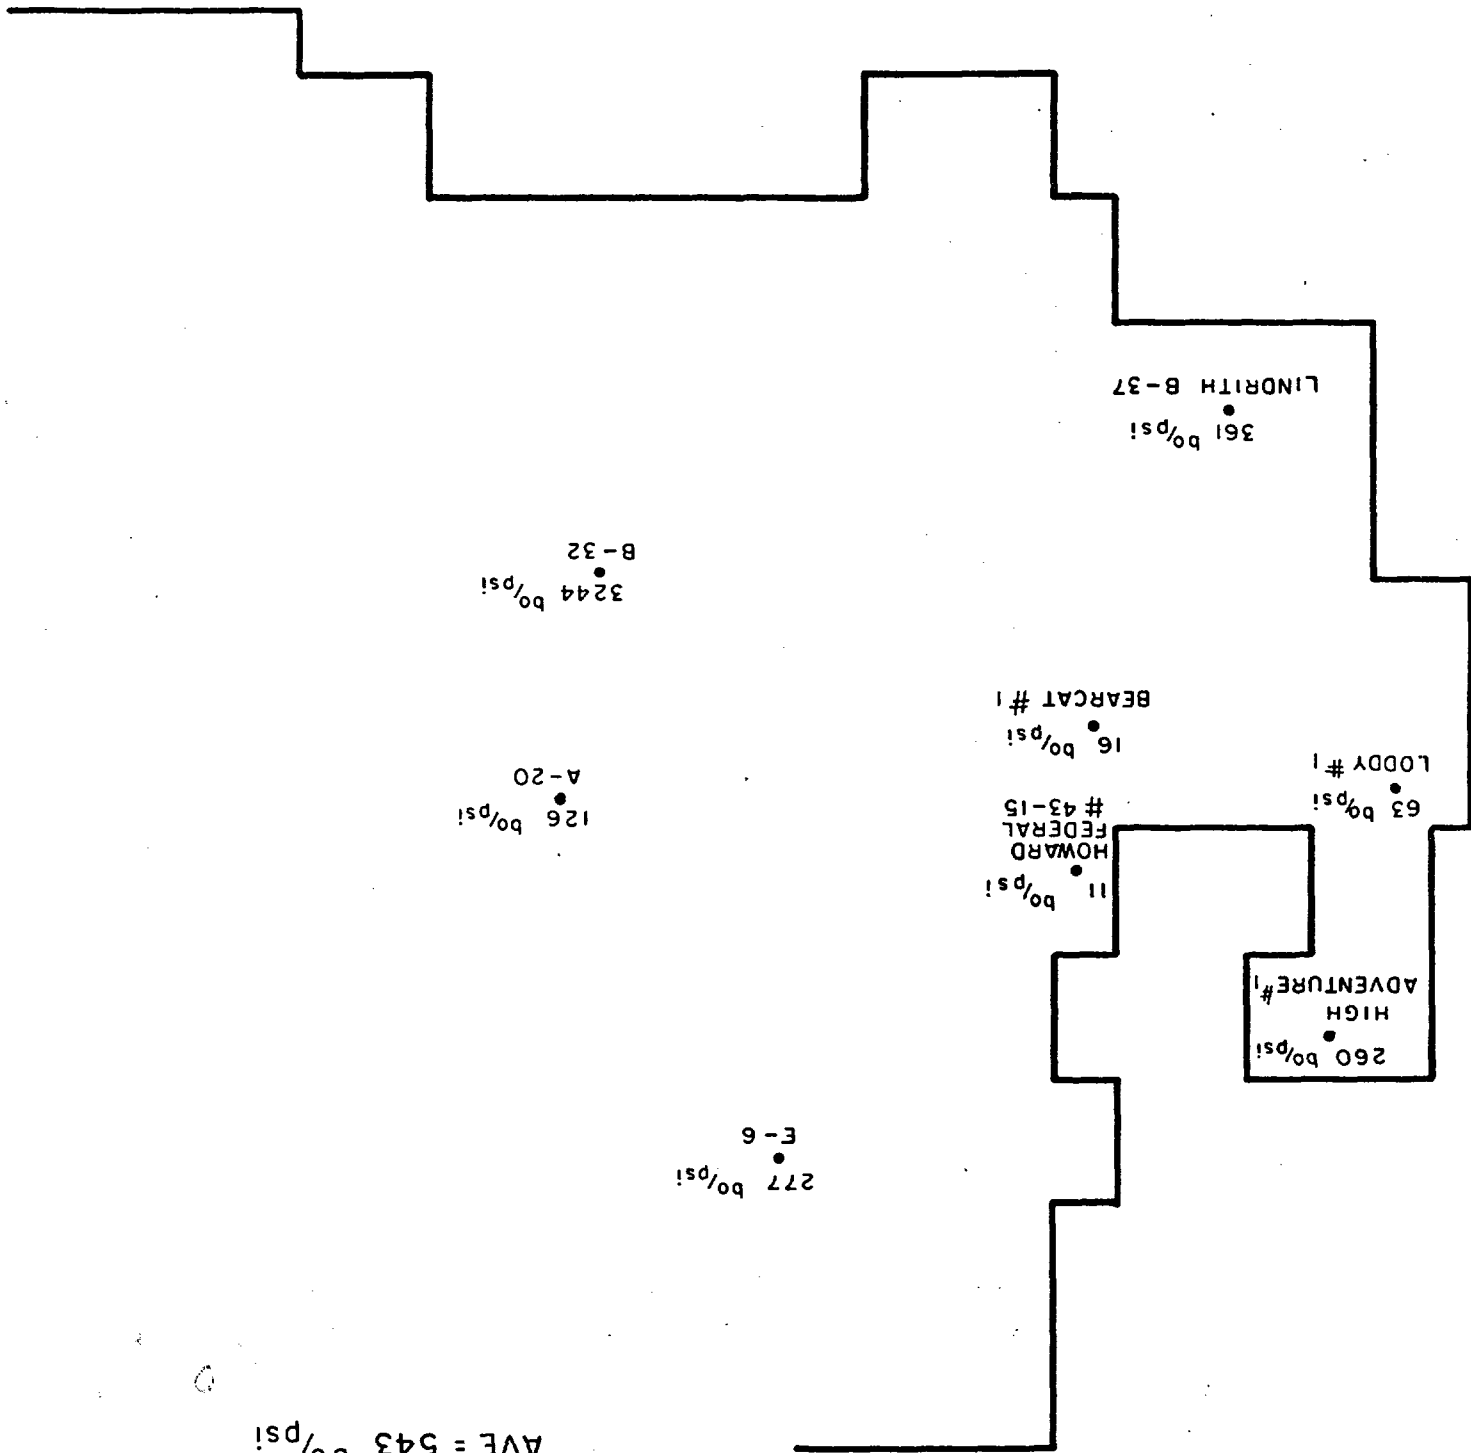 AVE = 543 bo/psi
277 bo/psi
E-6
260 bo/psi
HIGH
ADVENTURE #1
11 bo/psi
HOWARD
FEDERAL
# 43-15
63 bo/psi
LODDY #1
126 bo/psi
A-20
16 bo/psi
BEARCAT #1
3244 bo/psi
B-32
361 bo/psi
LINDRITH B-37